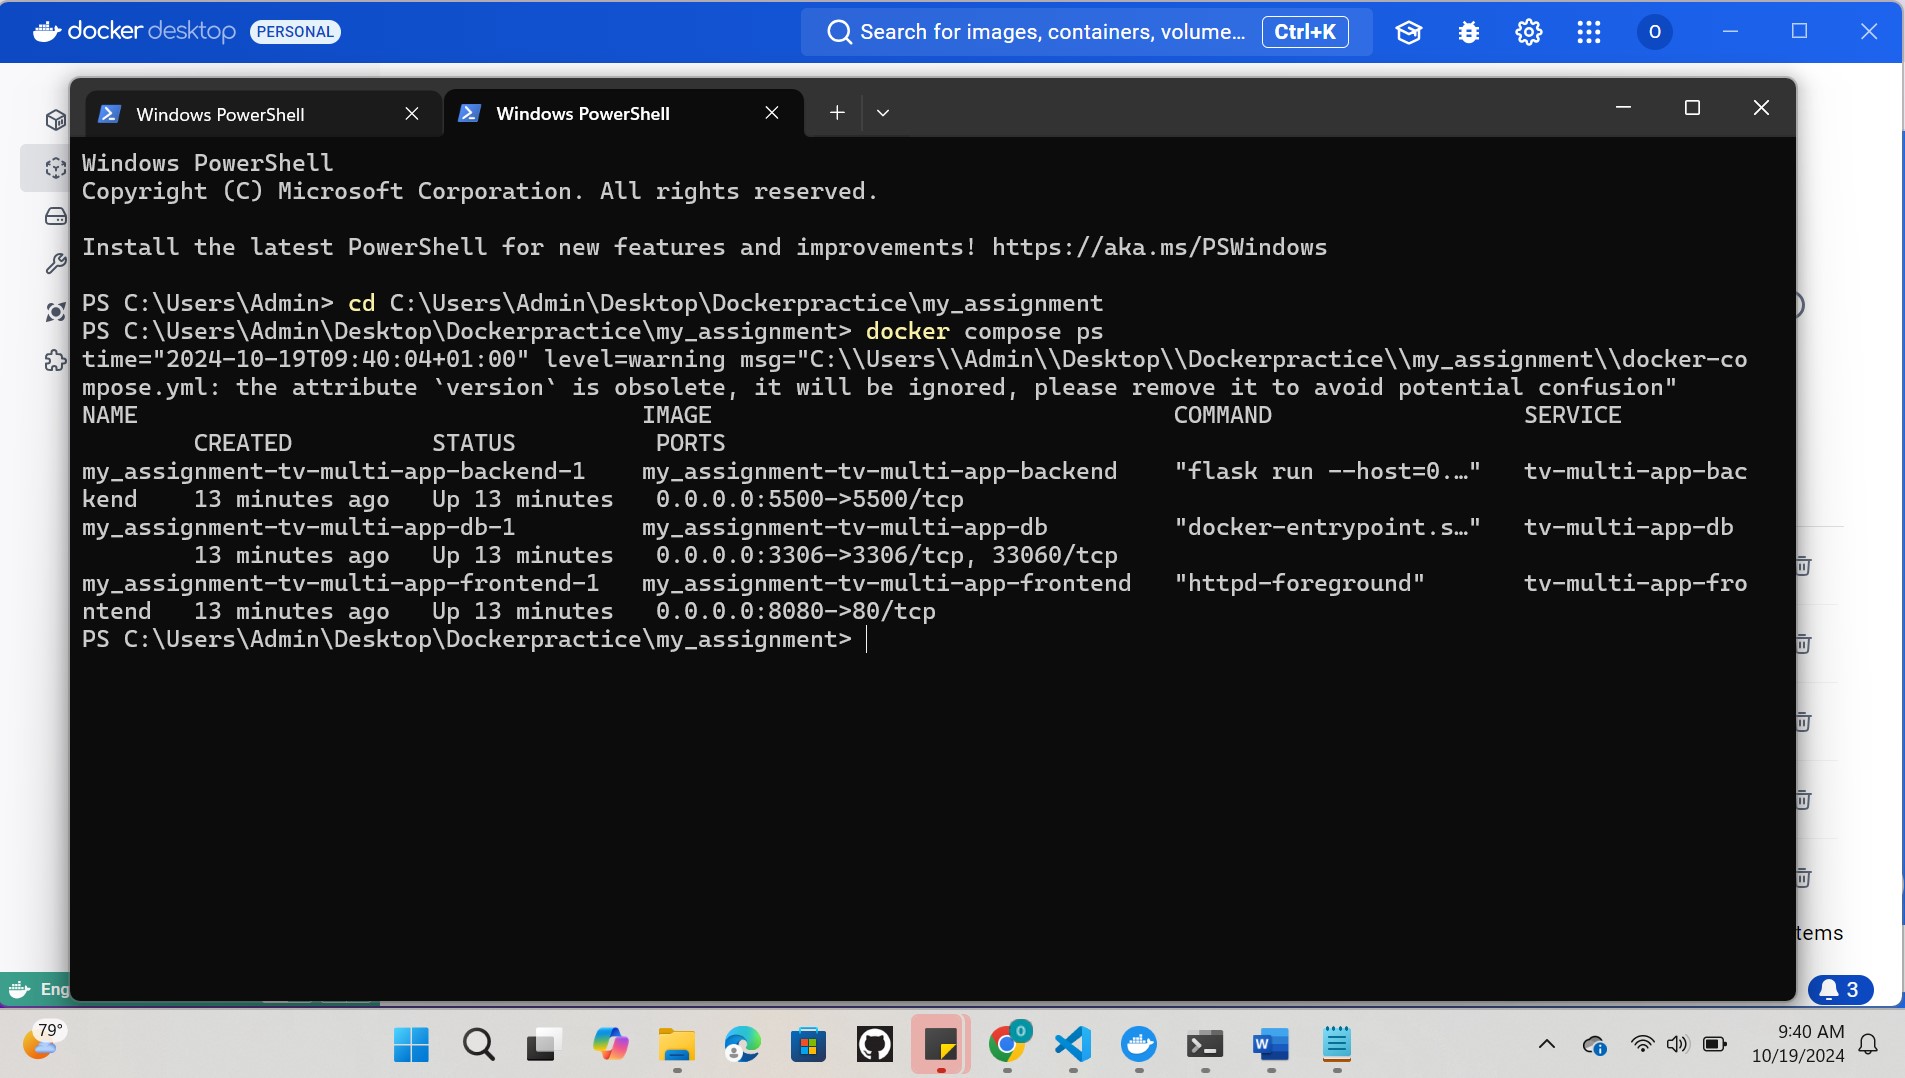 docker desktop PERSONAL Search for images, containers, volume... Ctrl+K O
Windows PowerShell Windows PowerShell
Windows PowerShell
Copyright (C) Microsoft Corporation. All rights reserved.
Install the latest PowerShell for new features and improvements! https://aka.ms/PSWindows
PS C:\Users\Admin> cd C:\Users\Admin\Desktop\Dockerpractice\my_assignment
PS C:\Users\Admin\Desktop\Dockerpractice\my_assignment> docker compose ps
time="2024-10-19T09:40:04+01:00" level=warning msg="C:\\Users\\Admin\\Desktop\\Dockerpractice\\my_assignment\\docker-co
mpose.yml: the attribute `version` is obsolete, it will be ignored, please remove it to avoid potential confusion"
NAME IMAGE COMMAND SERVICE
CREATED STATUS PORTS
my_assignment-tv-multi-app-backend-1 my_assignment-tv-multi-app-backend "flask run --host=0.…" tv-multi-app-bac
kend 13 minutes ago Up 13 minutes 0.0.0.0:5500->5500/tcp
my_assignment-tv-multi-app-db-1 my_assignment-tv-multi-app-db "docker-entrypoint.s…" tv-multi-app-db
13 minutes ago Up 13 minutes 0.0.0.0:3306->3306/tcp, 33060/tcp
my_assignment-tv-multi-app-frontend-1 my_assignment-tv-multi-app-frontend "httpd-foreground" tv-multi-app-fro
ntend 13 minutes ago Up 13 minutes 0.0.0.0:8080->80/tcp
PS C:\Users\Admin\Desktop\Dockerpractice\my_assignment>
tems
Eng
3
79°
O
W
9:40 AM
10/19/2024